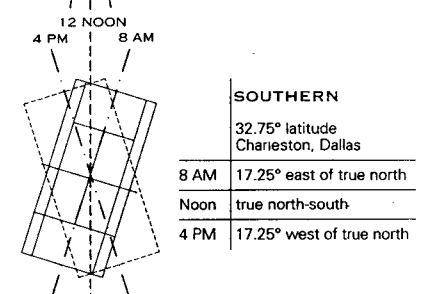 12 NOON
4 PM 8 AM
SOUTHERN
32.75° latitude
Charleston, Dallas
8 AM 17.25° east of true north
Noon true north-south
4 PM 17.25° west of true north